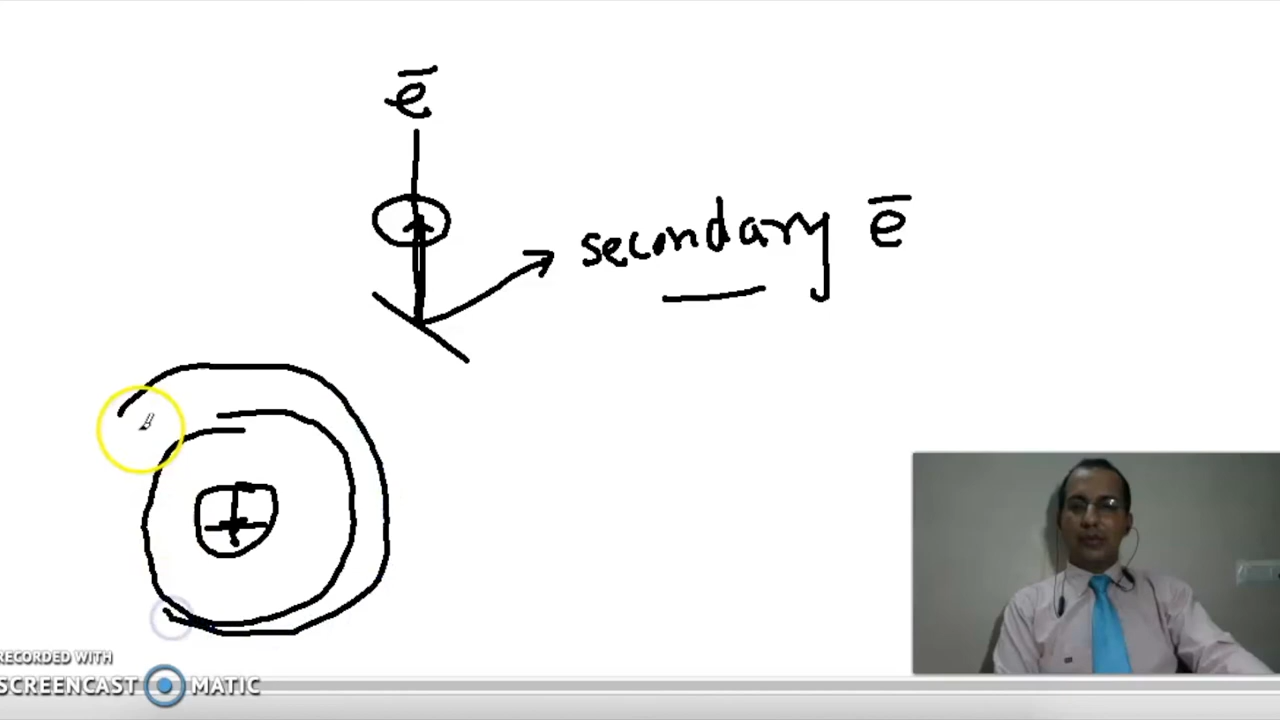 e̅
secondary e̅
+
RECORDED WITH
SCREENCAST MATIC